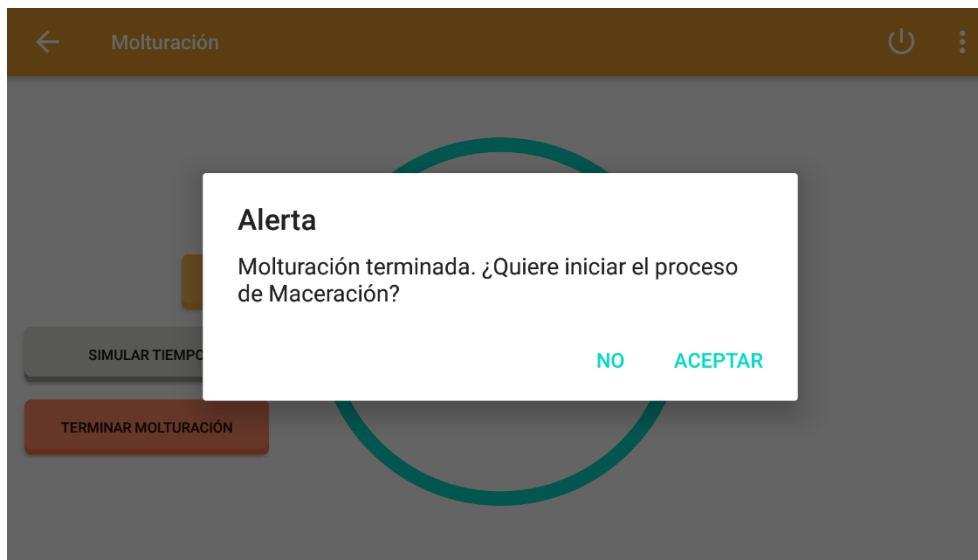 Molturación
Alerta
Molturación terminada. ¿Quiere iniciar el proceso
de Maceración?
NO ACEPTAR
SIMULAR TIEMPO
TERMINAR MOLTURACIÓN